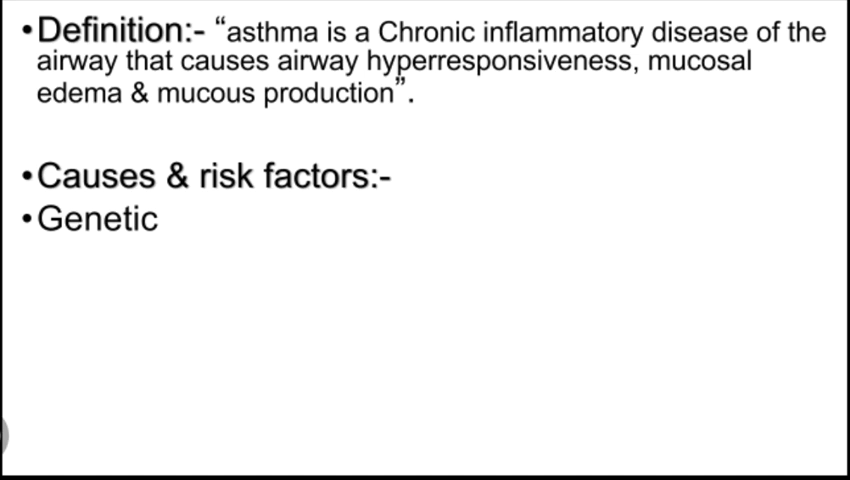 •Definition:- “asthma is a Chronic inflammatory disease of the
airway that causes airway hyperresponsiveness, mucosal
edema & mucous production”.
•Causes & risk factors:-
•Genetic